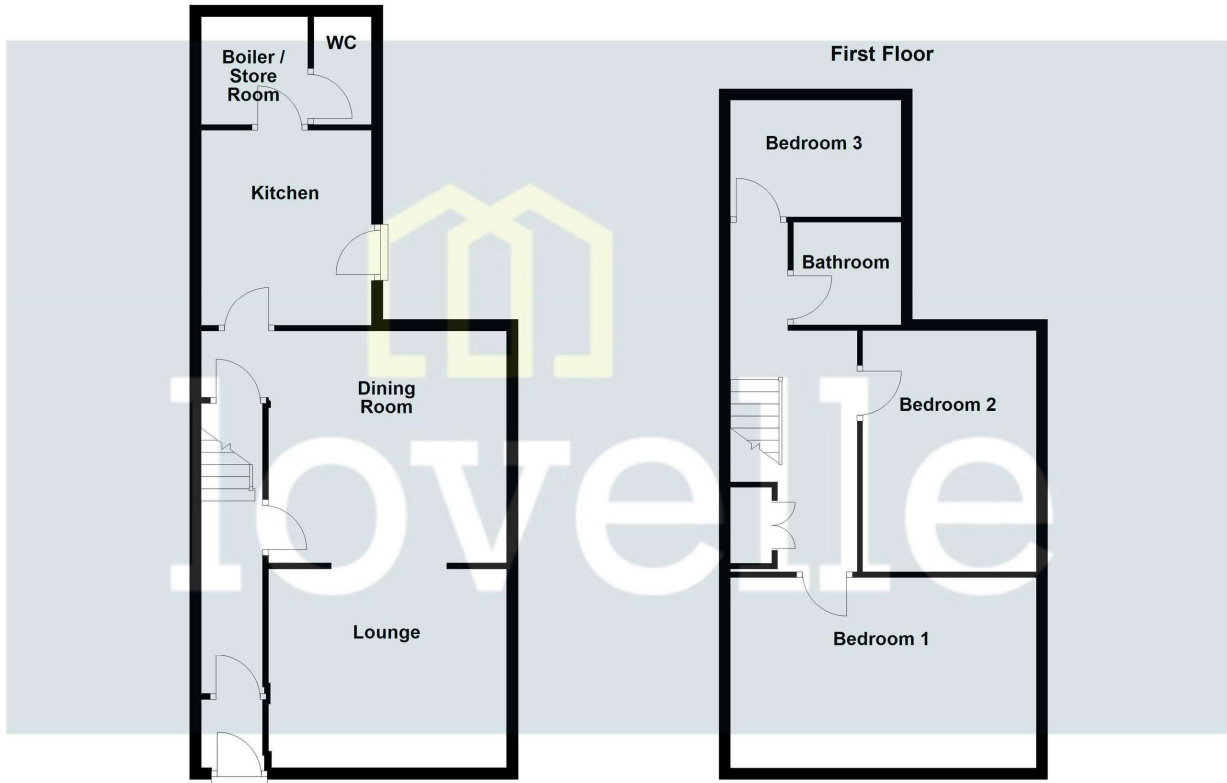 Boiler /
Store
Room
WC
Kitchen
Dining
Room
Lounge
First Floor
Bedroom 3
Bathroom
Bedroom 2
Bedroom 1
lovelle